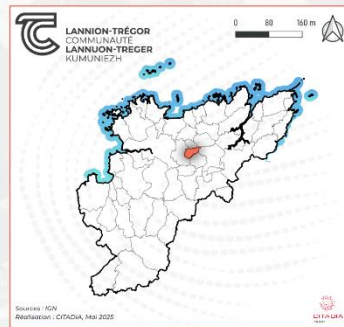 LANNION-TRÉGOR
COMMUNAUTÉ
LANNUON-TREGER
KUMUNIEZH
0 80 160 m
Sources : IGN
Réalisation : CITADIA, Mai 2025
CITADIA